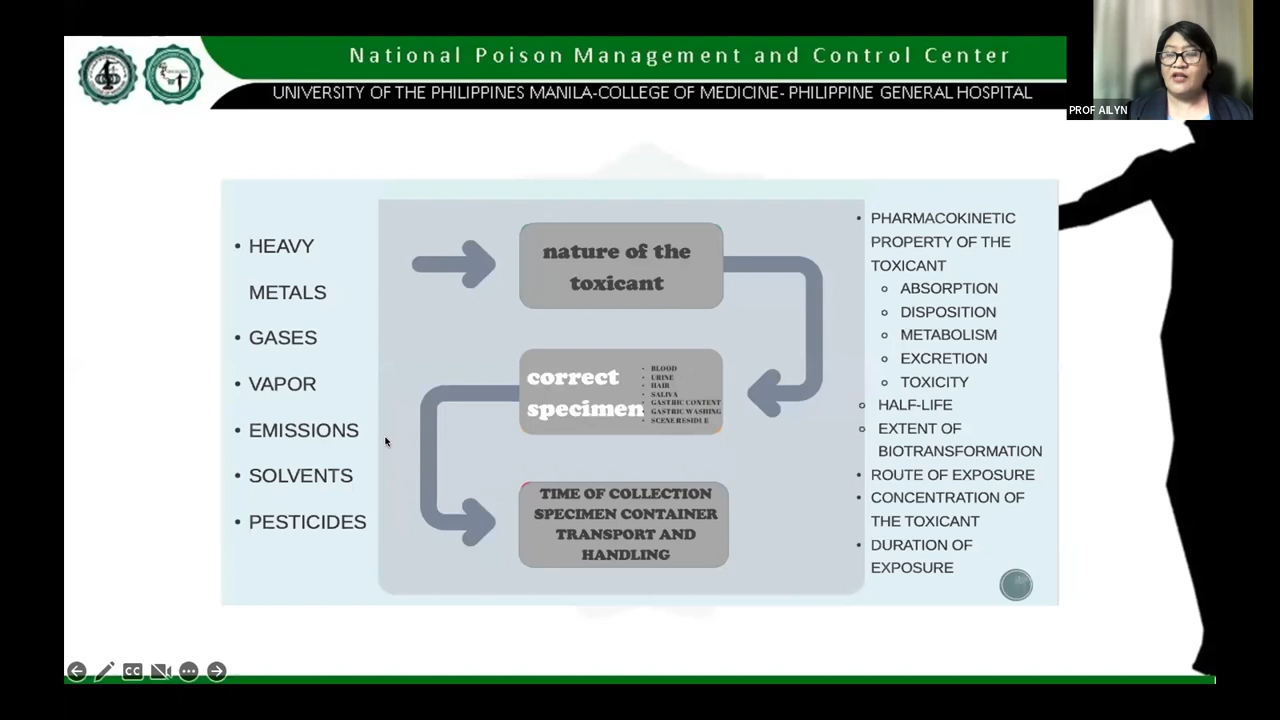 National Poison Management and Control Center
UNIVERSITY OF THE PHILIPPINES MANILA-COLLEGE OF MEDICINE- PHILIPPINE GENERAL HOSPITAL
PROF AILYN
• HEAVY
METALS
• GASES
• VAPOR
• EMISSIONS
• SOLVENTS
• PESTICIDES
nature of the
toxicant
correct
specimen
• BLOOD
• URINE
• HAIR
• SALIVA
• GASTRIC CONTENT
• GASTRIC WASHING
• SCENE RESIDUE
TIME OF COLLECTION
SPECIMEN CONTAINER
TRANSPORT AND
HANDLING
• PHARMACOKINETIC
PROPERTY OF THE
TOXICANT
○ ABSORPTION
○ DISPOSITION
○ METABOLISM
○ EXCRETION
○ TOXICITY
○ HALF-LIFE
○ EXTENT OF
BIOTRANSFORMATION
• ROUTE OF EXPOSURE
• CONCENTRATION OF
THE TOXICANT
• DURATION OF
EXPOSURE
CC